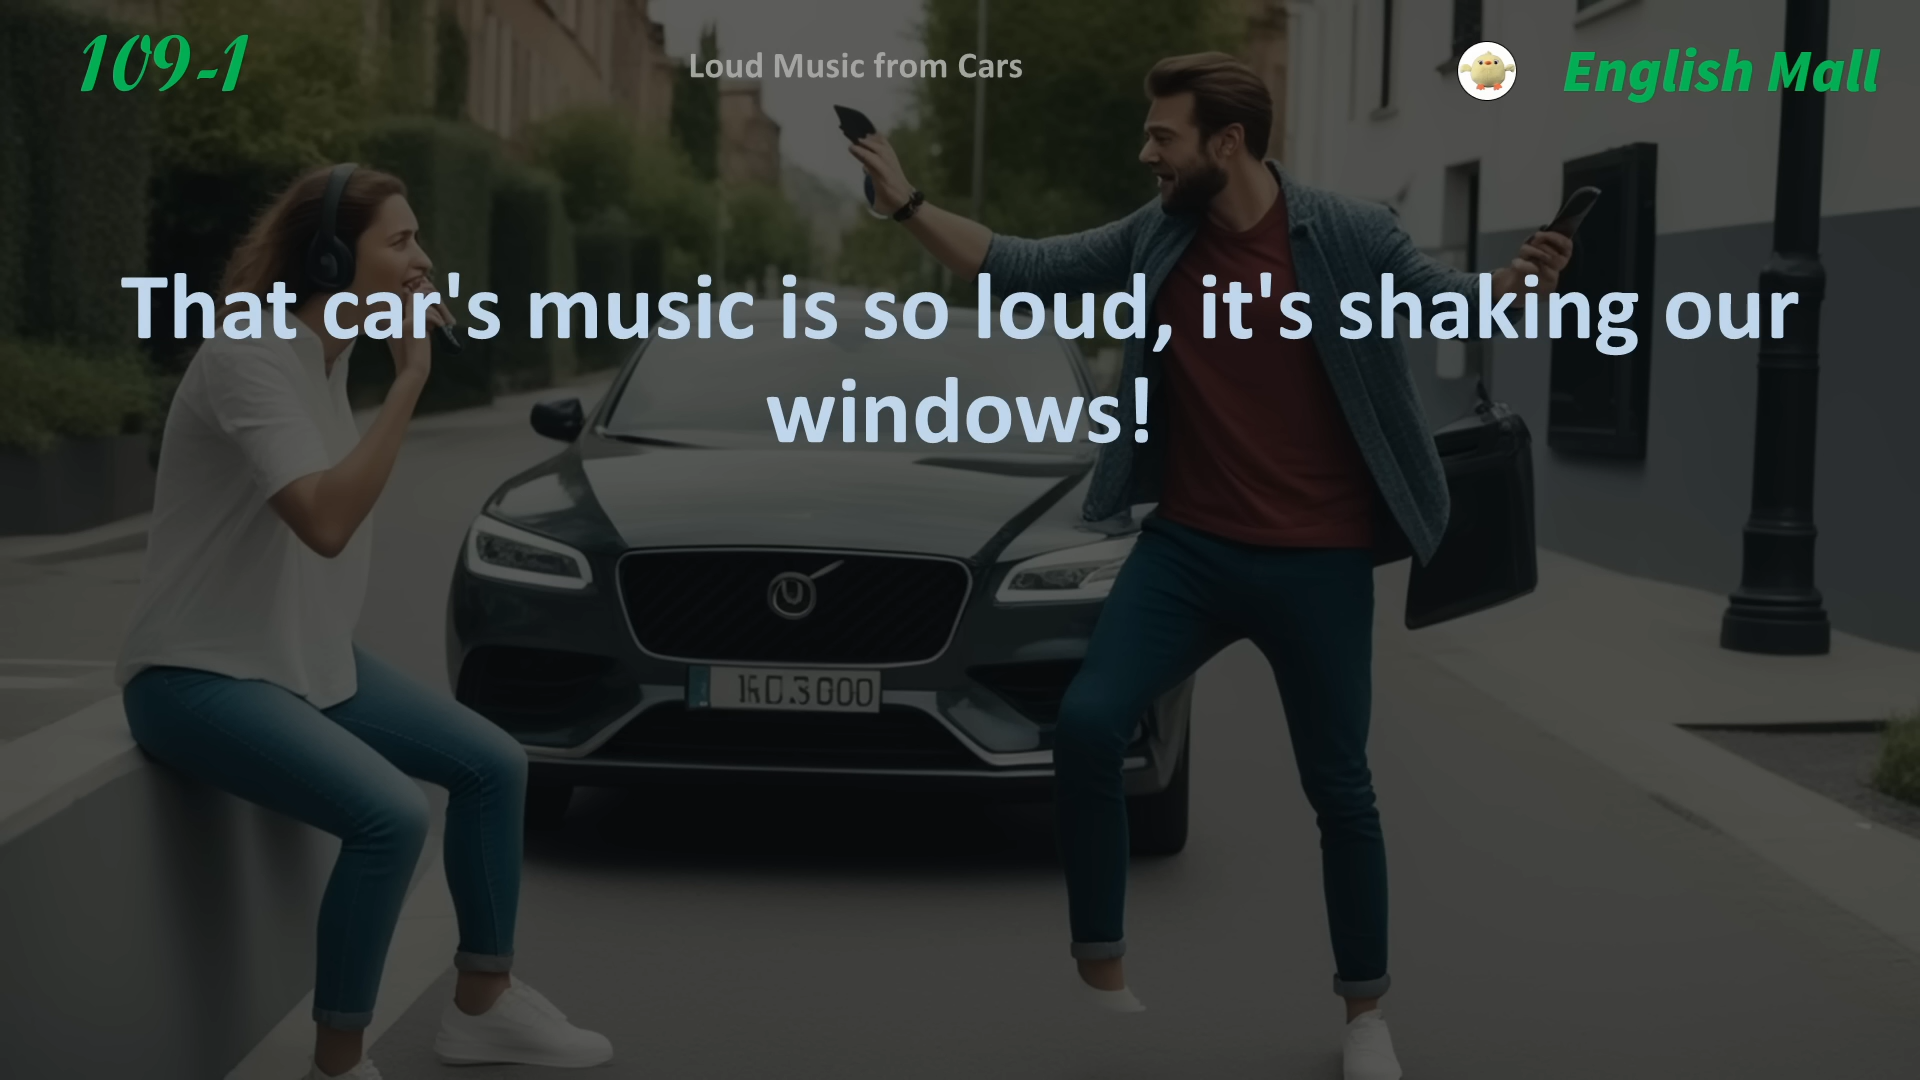 109-1
Loud Music from Cars
English Mall
That car's music is so loud, it's shaking our
windows!